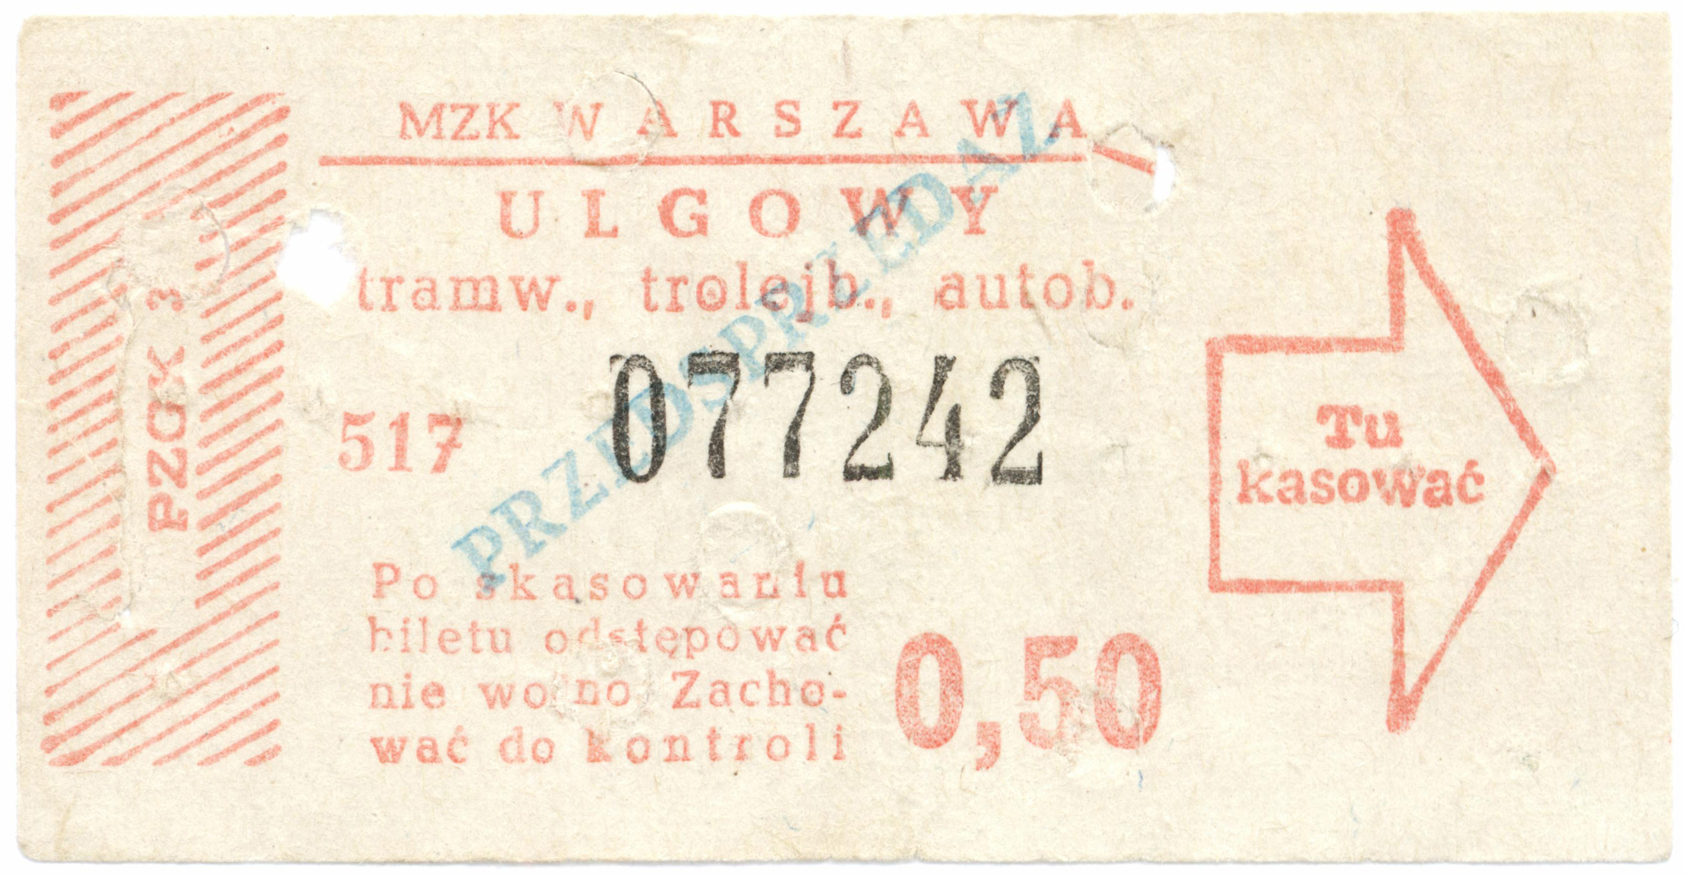 MZK WARSZAWA
ULGOWY
tramw., trolejb., autob.
517 077242
PRZEDSPRZEDAŻ
Po skasowaniu
biletu odstępować
nie wolno Zacho-
wać do kontroli
0,50
Tu
kasować
PZGK 3